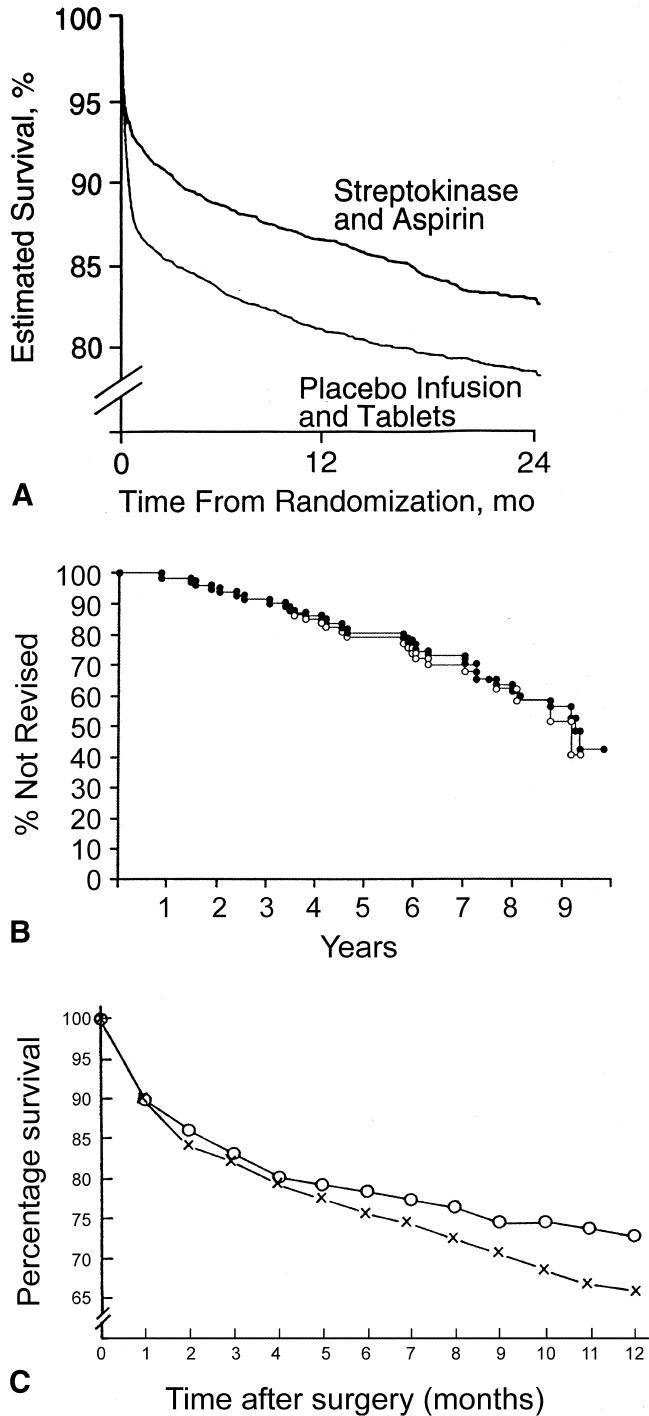 100
95
90
85
80
Estimated Survival, %
Streptokinase
and Aspirin
Placebo Infusion
and Tablets
0 12 24
Time From Randomization, mo
A
100
90
80
70
60
50
40
30
20
10
0
% Not Revised
1 2 3 4 5 6 7 8 9
Years
B
100
95
90
85
80
75
70
65
Percentage survival
0 1 2 3 4 5 6 7 8 9 10 11 12
Time after surgery (months)
C